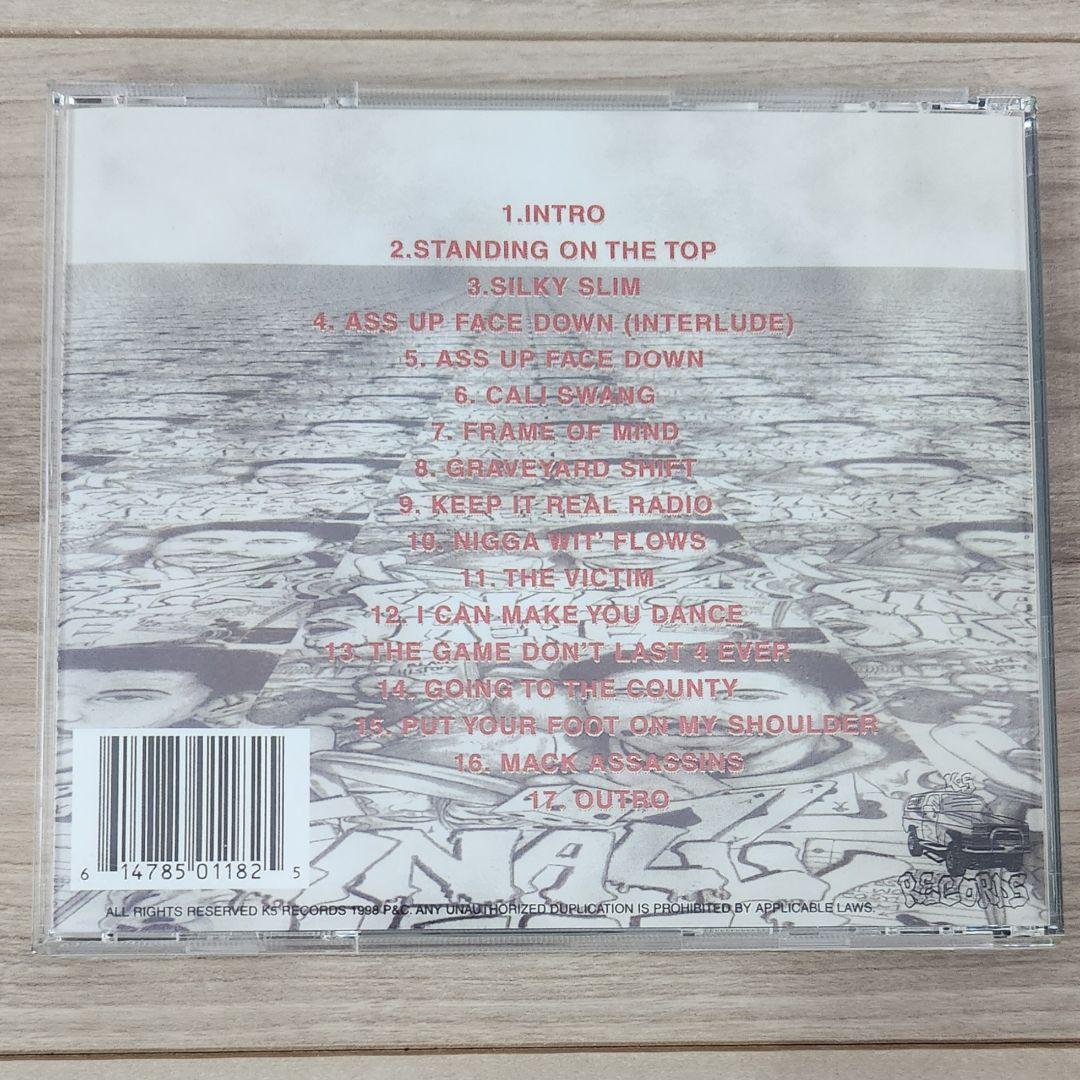 1.INTRO
2.STANDING ON THE TOP
3.SILKY SLIM
4. ASS UP FACE DOWN (INTERLUDE)
5. ASS UP FACE DOWN
6. CALI SWANG
7. FRAME OF MIND
8. GRAVEYARD SHIFT
9. KEEP IT REAL RADIO
10. NIGGA WIT' FLOWS
11. THE VICTIM
12. I CAN MAKE YOU DANCE
13. THE GAME DON'T LAST 4 EVER
14. GOING TO THE COUNTY
15. PUT YOUR FOOT ON MY SHOULDER
16. MACK ASSASSINS
17. OUTRO
K5
RECORDS
6 14785 01182 5
ALL RIGHTS RESERVED K5 RECORDS 1998 P&C. ANY UNAUTHORIZED DUPLICATION IS PROHIBITED BY APPLICABLE LAWS.